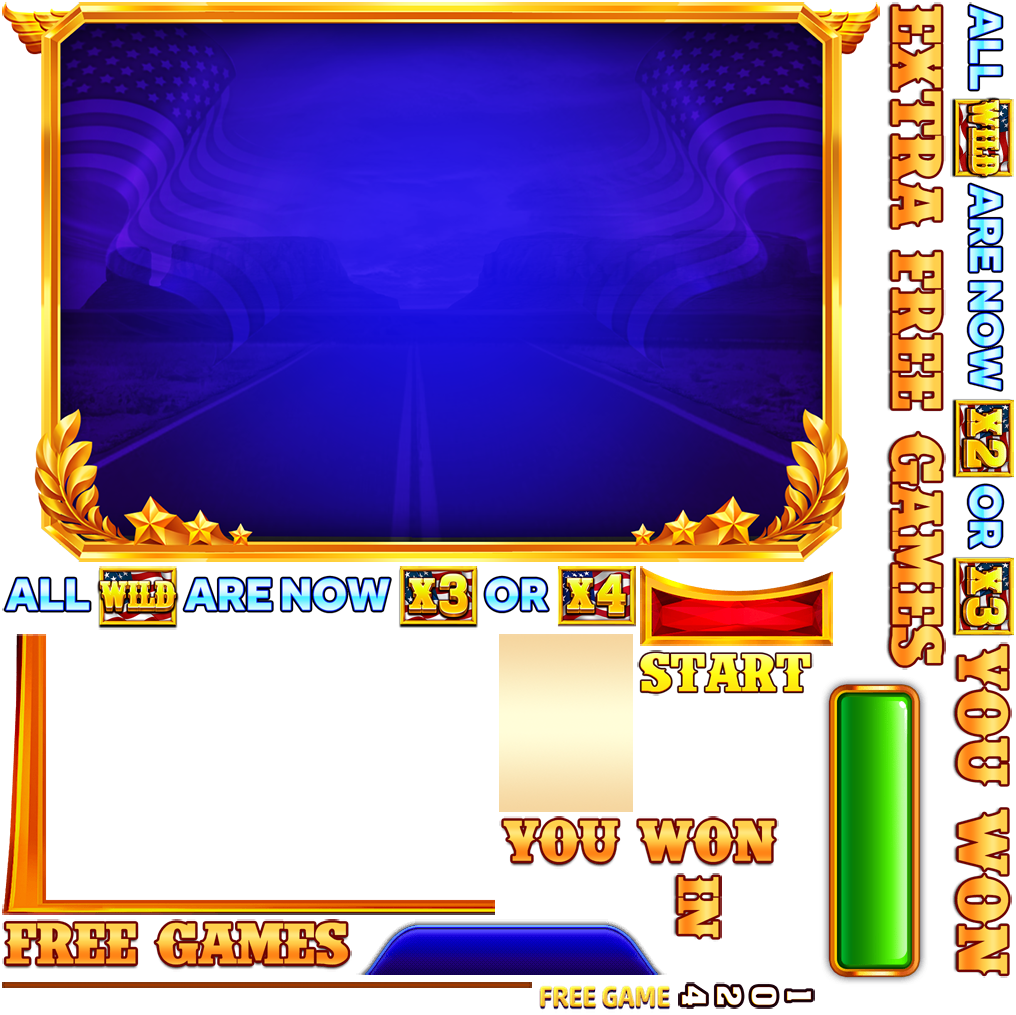 ALL WILD ARE NOW X3 OR X4
START
YOU WON
IN
FREE GAMES
FREE GAME
4 2 0 1
EXTRA FREE GAMES
ALL WILD ARE NOW X2 OR X3
YOU WON